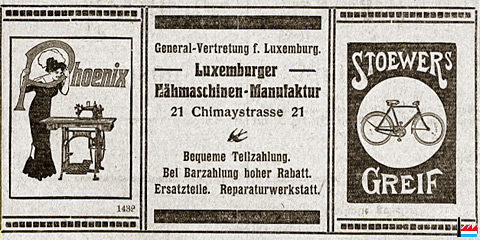 Phoenix
1432
General-Vertretung f. Luxemburg.
Luxemburger
Nähmaschinen-Manufaktur
21 Chimaystrasse 21
Bequeme Teilzahlung.
Bei Barzahlung hoher Rabatt.
Ersatzteile. Reparaturwerkstatt.
STOEWERS
GREIF